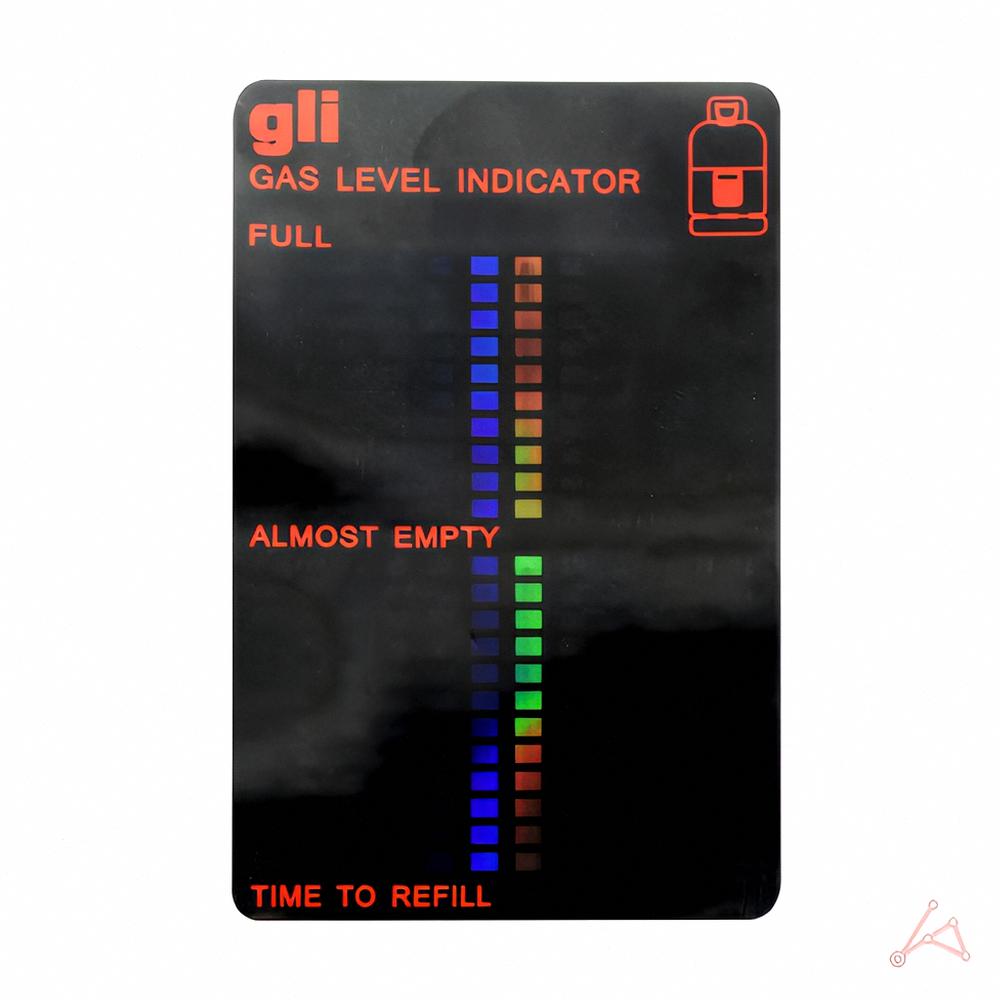 gli
GAS LEVEL INDICATOR
FULL
ALMOST EMPTY
TIME TO REFILL